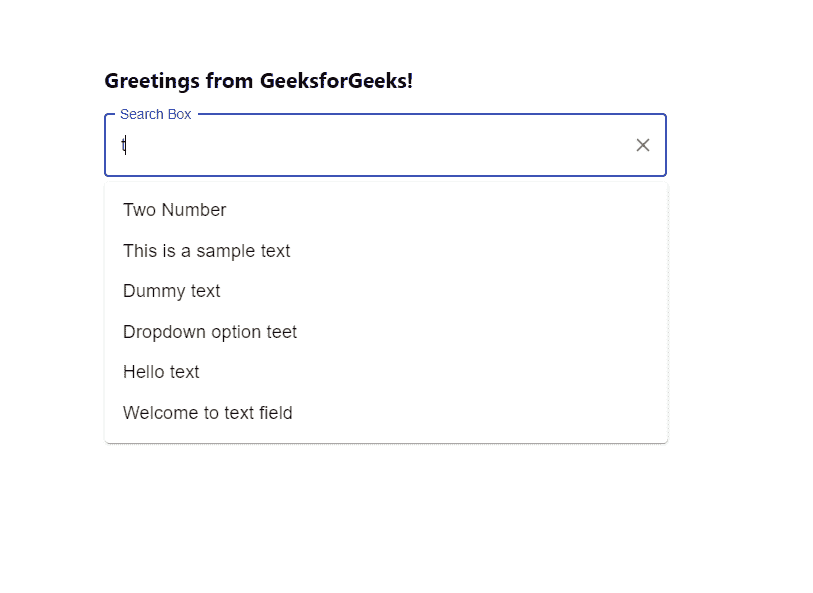 Greetings from GeeksforGeeks!
Search Box
t
Two Number
This is a sample text
Dummy text
Dropdown option teet
Hello text
Welcome to text field